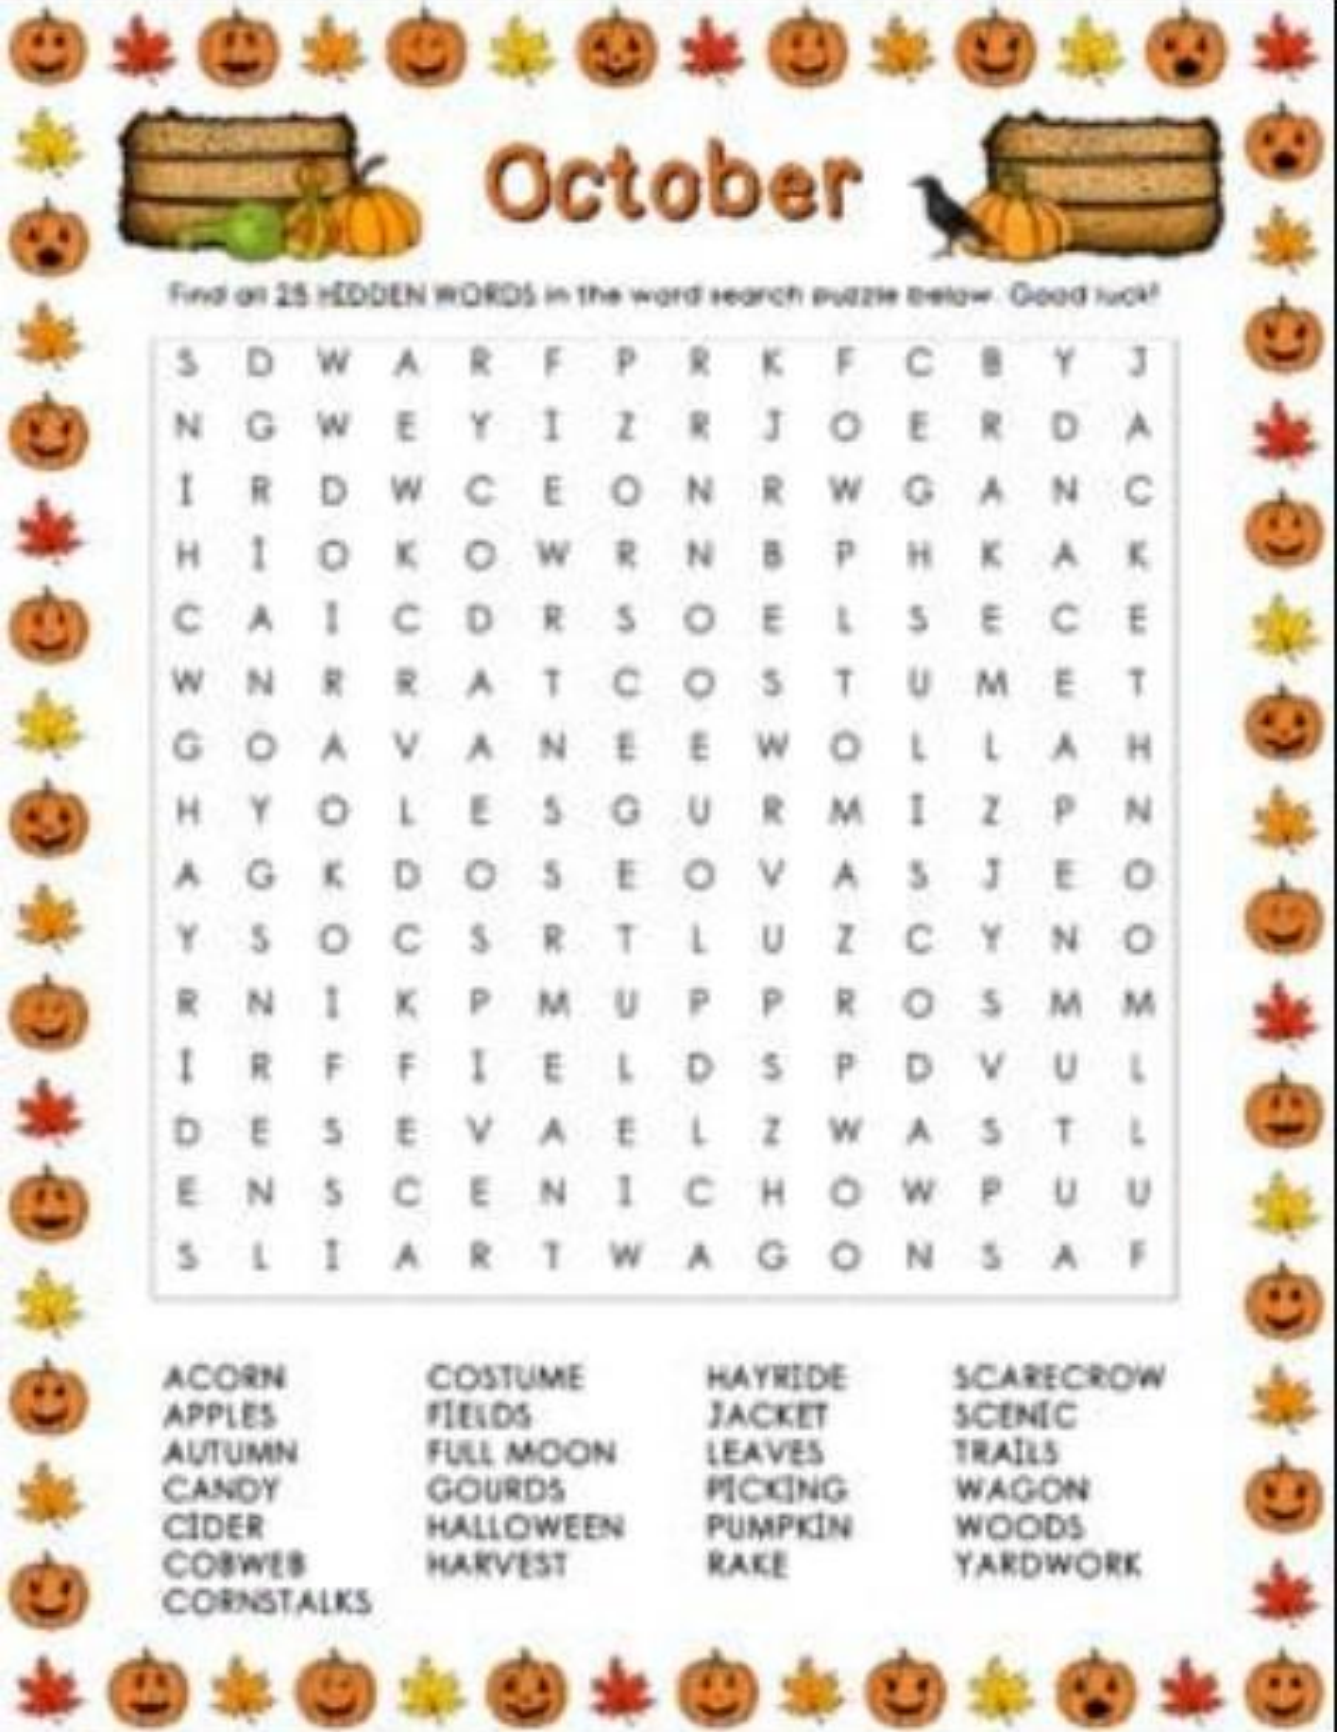 October
Find all 25 HIDDEN WORDS in the word search puzzle below. Good luck!
S D W A R F P R K F C B Y J
N G W E Y I Z R J O E R D A
I R D W C E O N R W G A N C
H I O K O W R N B P H K A K
C A I C D R S O E L S E C E
W N R R A T C O S T U M E T
G O A V A N E E W O L L A H
H Y O L E S G U R M I Z P N
A G K D O S E O V A S J E O
Y S O C S R T L U Z C Y N O
R N I K P M U P P R O S M M
I R F F I E L D S P D V U L
D E S E V A E L Z W A S T L
E N S C E N I C H O W P U U
S L I A R T W A G O N S A F
ACORN COSTUME HAYRIDE SCARECROW
APPLES FIELDS JACKET SCENIC
AUTUMN FULL MOON LEAVES TRAILS
CANDY GOURDS PICKING WAGON
CIDER HALLOWEEN PUMPKIN WOODS
COBWEB HARVEST RAKE YARDWORK
CORNSTALKS